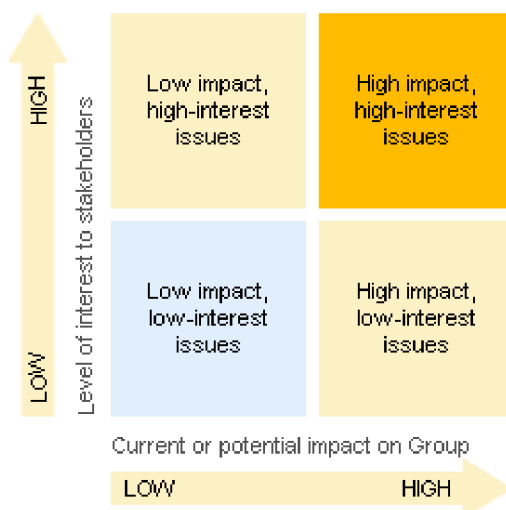 HIGH
LOW
Level of interest to stakeholders
Low impact,
high-interest
issues
High impact,
high-interest
issues
Low impact,
low-interest
issues
High impact,
low-interest
issues
Current or potential impact on Group
LOW
HIGH